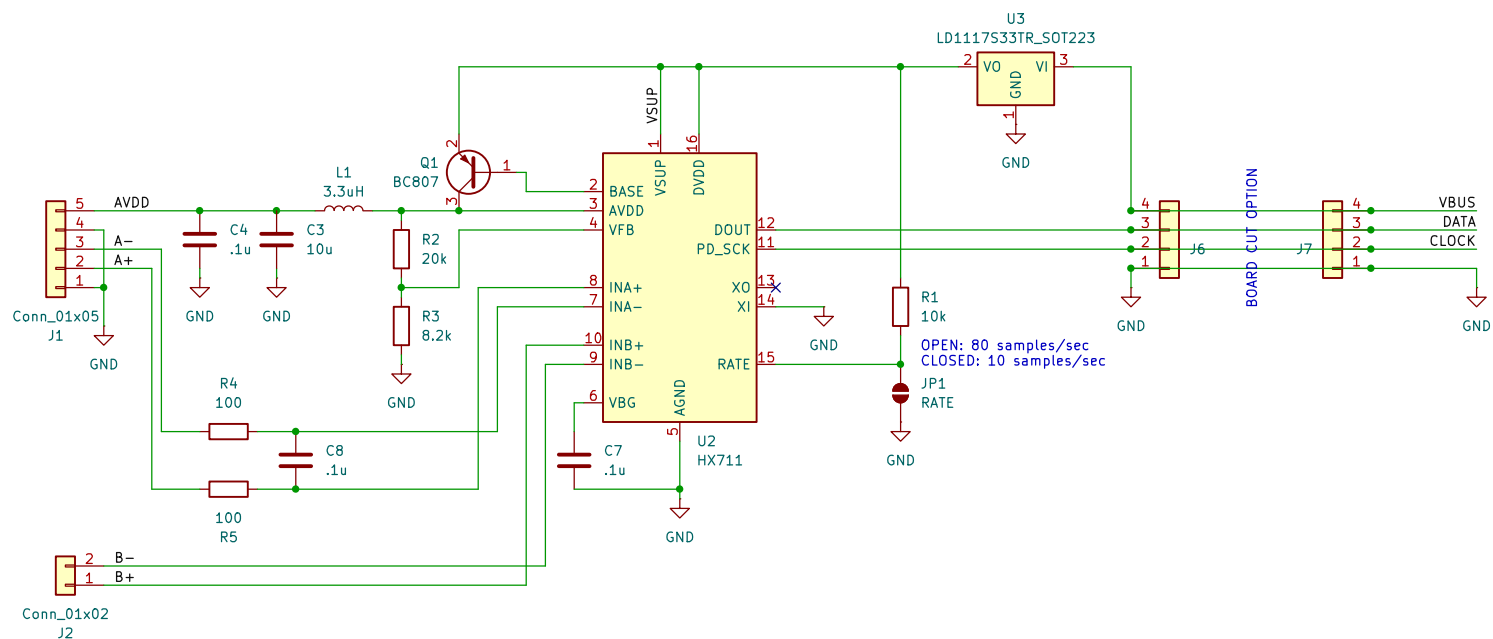 U3
LD1117S33TR_SOT223
2
VO
VI
3
GND
1
GND
VSUP
2
1
16
Q1
BC807
1
3
VSUP
DVDD
L1
3.3uH
AVDD
5
4
A-
3
A+
2
1
Conn_01x05
J1
GND
C4
.1u
GND
C3
10u
GND
R2
20k
R3
8.2k
GND
2
BASE
3
AVDD
4
VFB
8
INA+
7
INA-
10
INB+
9
INB-
6
VBG
DOUT
12
PD_SCK
11
XO
13
XI
14
GND
RATE
15
AGND
5
U2
HX711
R1
10k
OPEN: 80 samples/sec
CLOSED: 10 samples/sec
JP1
RATE
GND
4
3
2
1
J6
GND
BOARD CUT OPTION
J7
4
3
2
1
VBUS
DATA
CLOCK
GND
R4
100
C8
.1u
100
R5
C7
.1u
GND
2
B-
1
B+
Conn_01x02
J2